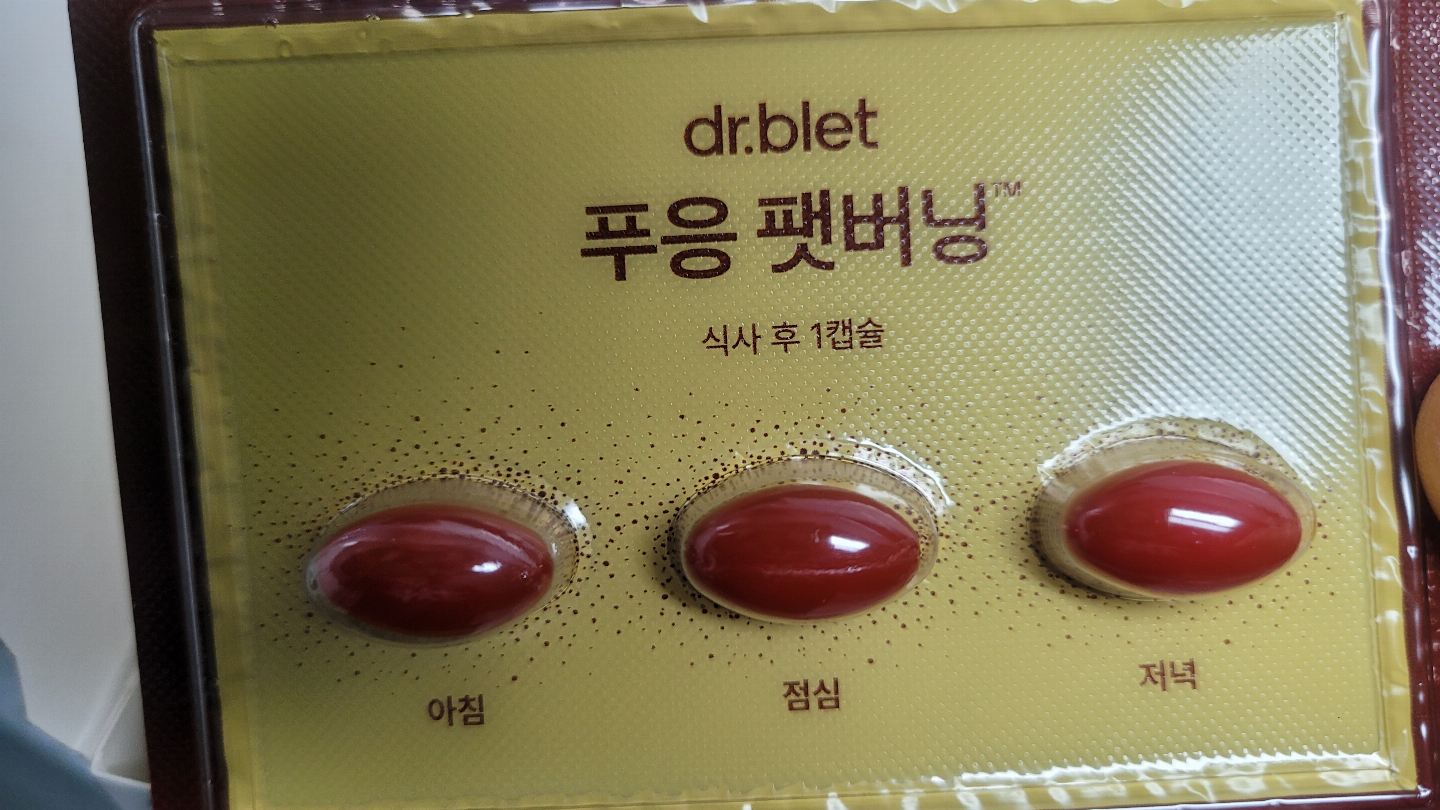 dr.blet
푸응 팻버닝™
식사 후 1캡슐
아침 점심 저녁